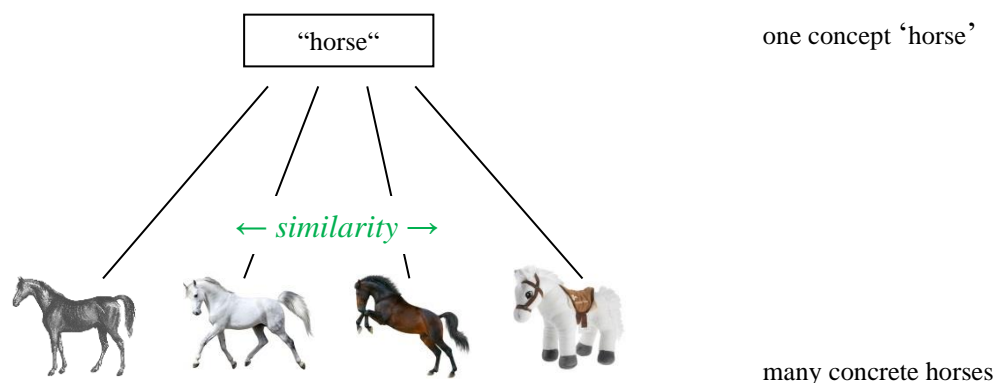 “horse“
one concept ‘horse’
← similarity →
many concrete horses